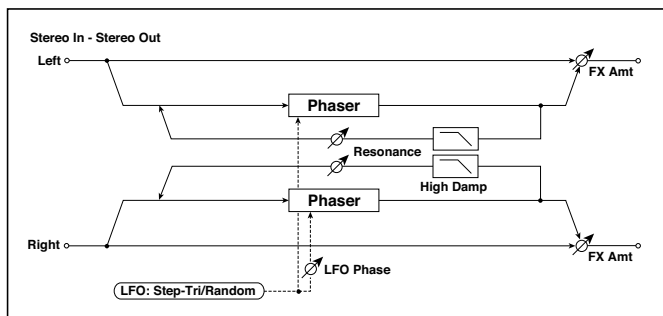 Stereo In - Stereo Out
Left
FX Amt
Phaser
Resonance
High Damp
Phaser
Right
FX Amt
LFO Phase
LFO: Step-Tri/Random